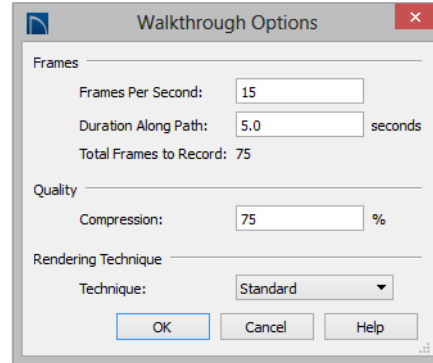 Walkthrough Options
Frames
Frames Per Second: 15
Duration Along Path: 5.0 seconds
Total Frames to Record: 75
Quality
Compression: 75 %
Rendering Technique
Technique: Standard
OK Cancel Help